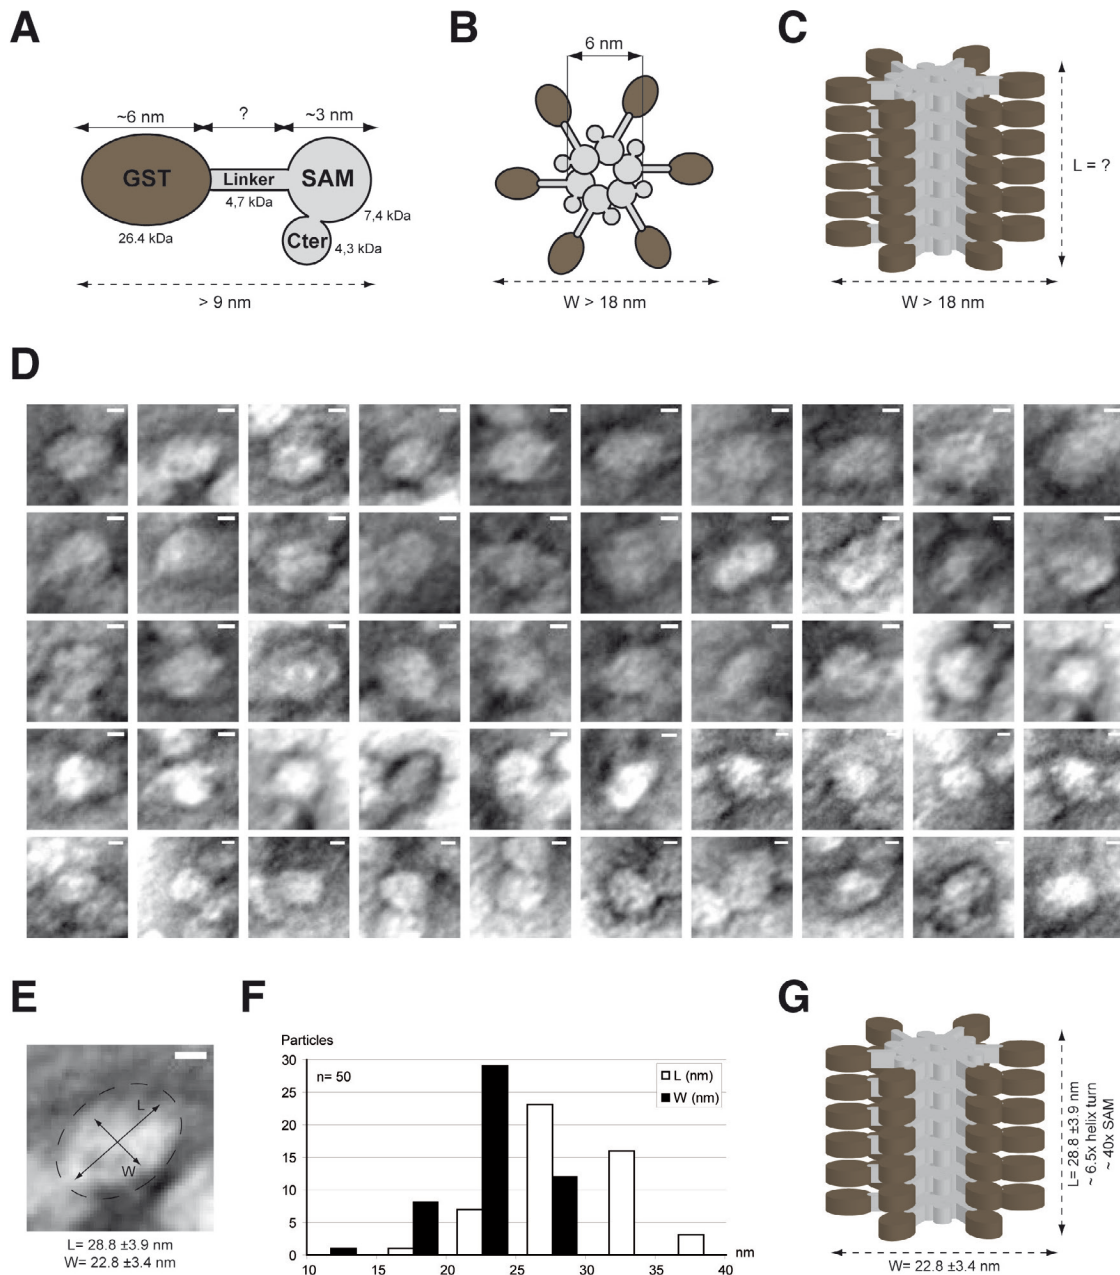 A
~6 nm
?
~3 nm
GST
Linker
SAM
4,7 kDa
7,4 kDa
26.4 kDa
Cter
4,3 kDa
> 9 nm
B
6 nm
W > 18 nm
C
L = ?
W > 18 nm
D
E
L
W
L= 28.8 ±3.9 nm
W= 22.8 ±3.4 nm
F
Particles
30
25
20
15
10
5
0
n= 50
L (nm)
W (nm)
10
15
20
25
30
35
40
nm
G
L= 28.8 ±3.9 nm
~ 6.5x helix turn
~ 40x SAM
W= 22.8 ±3.4 nm